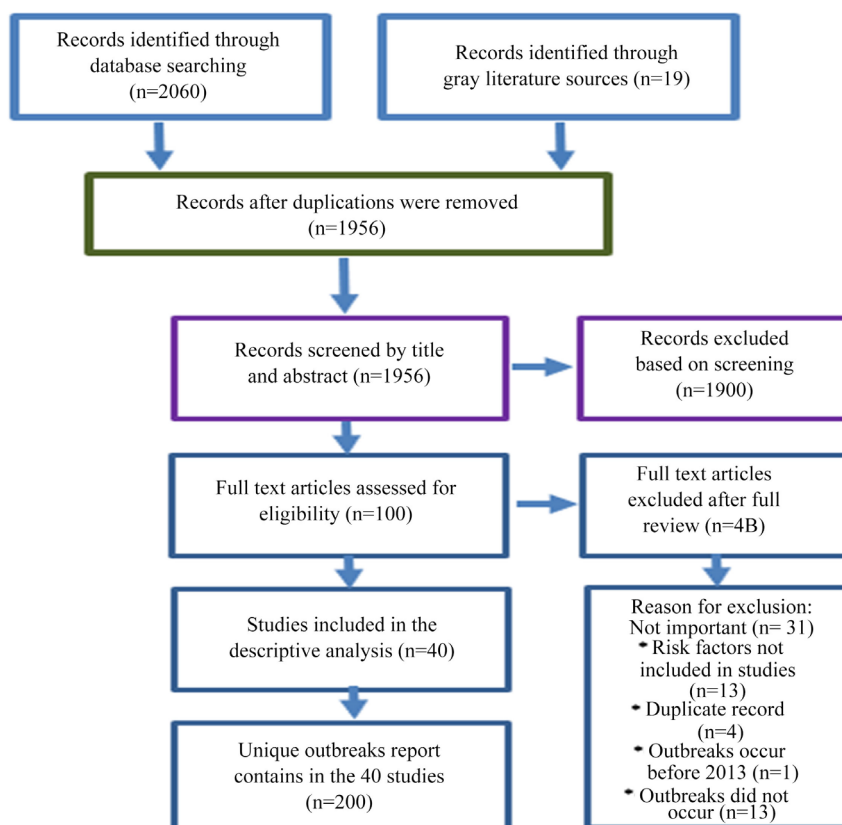 Records identified through
database searching
(n=2060)
Records identified through
gray literature sources (n=19)
Records after duplications were removed
(n=1956)
Records screened by title
and abstract (n=1956)
Records excluded
based on screening
(n=1900)
Full text articles assessed for
eligibility (n=100)
Full text articles
excluded after full
review (n=4B)
Studies included in the
descriptive analysis (n=40)
Reason for exclusion:
Not important (n= 31)
* Risk factors not
included in studies
(n=13)
* Duplicate record
(n=4)
* Outbreaks occur
before 2013 (n=1)
* Outbreaks did not
occur (n=13)
Unique outbreaks report
contains in the 40 studies
(n=200)